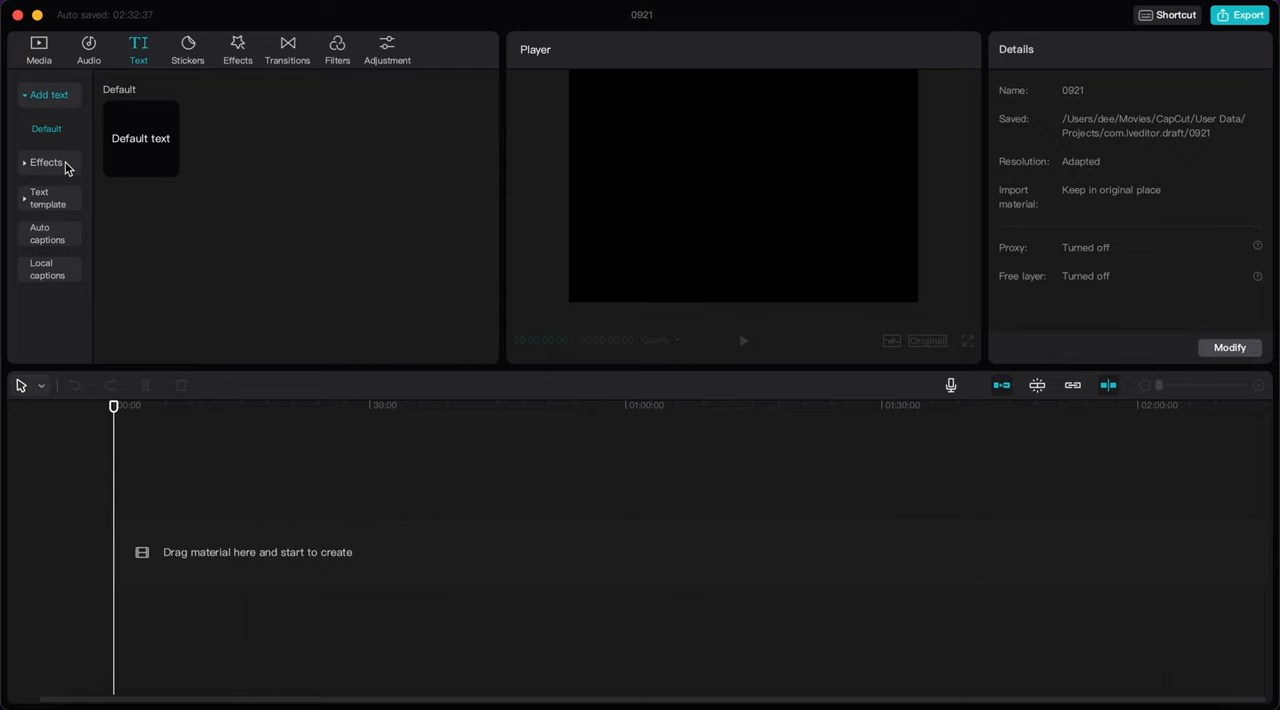 Auto saved: 02:32:37
0921
Shortcut
Export
Media
Audio
TI
Text
Stickers
Effects
Transitions
Filters
Adjustment
Player
Details
Add text
Default
Effects
Text
template
Auto
captions
Local
captions
Default
Default text
Name: 0921
Saved: /Users/dee/Movies/CapCut/User Data/
Projects/com.lveditor.draft/0921
Resolution: Adapted
Import
material:
Keep in original place
Proxy: Turned off
Free layer: Turned off
Modify
00:00:00:00 00:00:00:00 Quality
Original
00:00
30:00
01:00:00
01:30:00
02:00:00
Drag material here and start to create